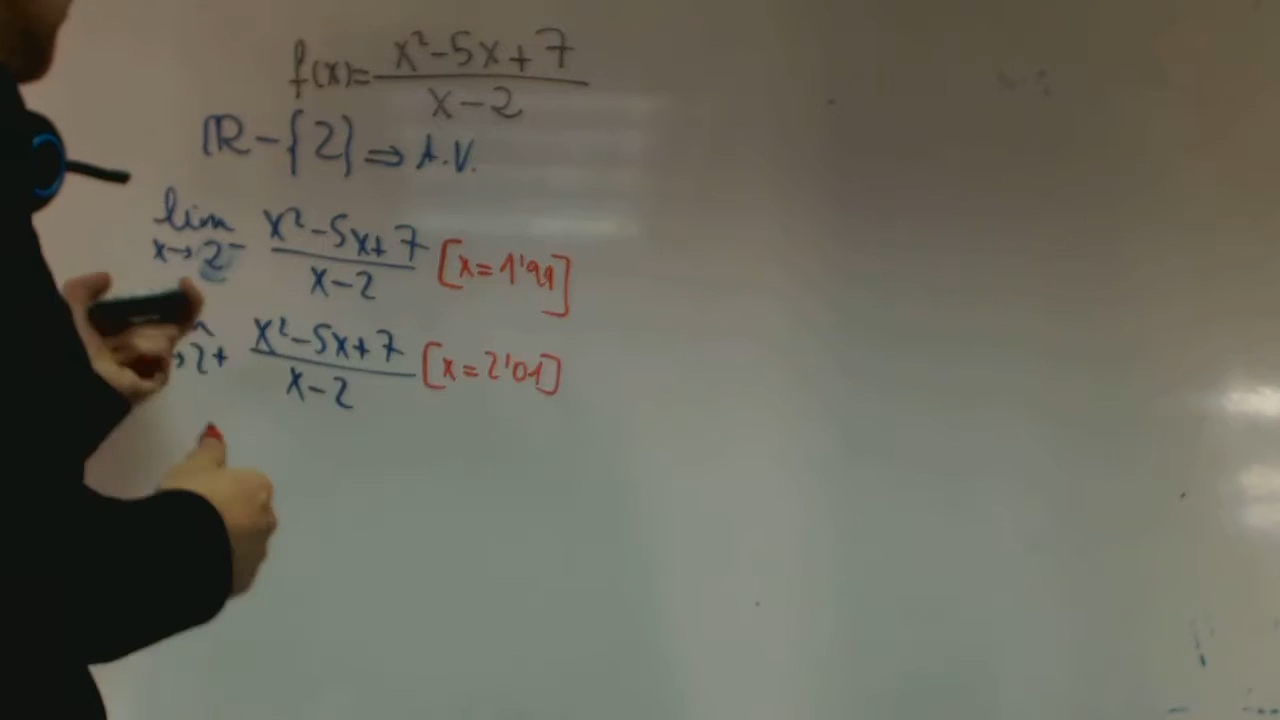 f(x)= x²-5x+7 / x-2
ℝ-{2} ⇒ A.V.
lim x→2⁻ x²-5x+7 / x-2 [x=1'99]
→2+ x²-5x+7 / x-2 [x=2'01]